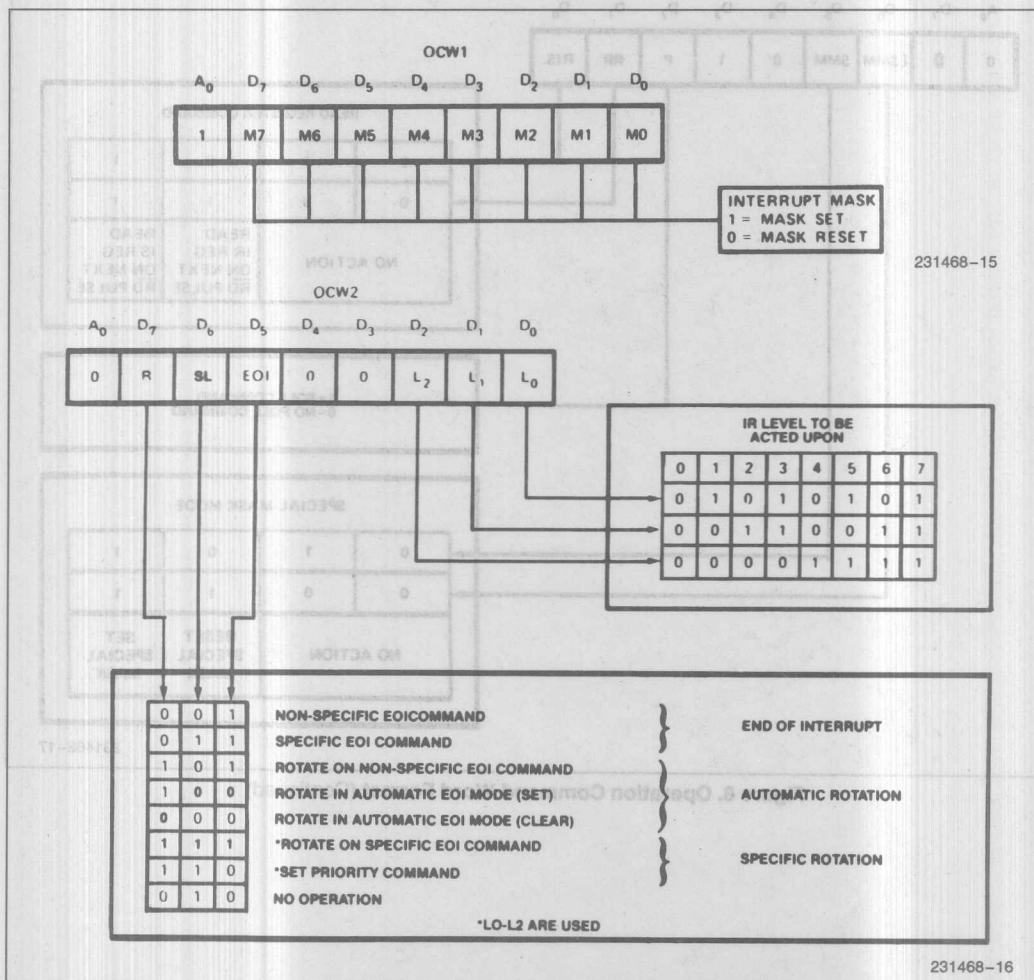 OCW1
A0 D7 D6 D5 D4 D3 D2 D1 D0
1 M7 M6 M5 M4 M3 M2 M1 M0
INTERRUPT MASK
1 = MASK SET
0 = MASK RESET
231468-15
OCW2
A0 D7 D6 D5 D4 D3 D2 D1 D0
0 R SL EOI 0 0 L2 L1 L0
IR LEVEL TO BE
ACTED UPON
0 1 2 3 4 5 6 7
0 1 0 1 0 1 0 1
0 0 1 1 0 0 1 1
0 0 0 0 1 1 1 1
0 0 1 NON-SPECIFIC EOICOMMAND
0 1 1 SPECIFIC EOI COMMAND
END OF INTERRUPT
1 0 1 ROTATE ON NON-SPECIFIC EOI COMMAND
1 0 0 ROTATE IN AUTOMATIC EOI MODE (SET)
0 0 0 ROTATE IN AUTOMATIC EOI MODE (CLEAR)
AUTOMATIC ROTATION
1 1 1 *ROTATE ON SPECIFIC EOI COMMAND
1 1 0 *SET PRIORITY COMMAND
SPECIFIC ROTATION
0 1 0 NO OPERATION
*LO-L2 ARE USED
231468-16